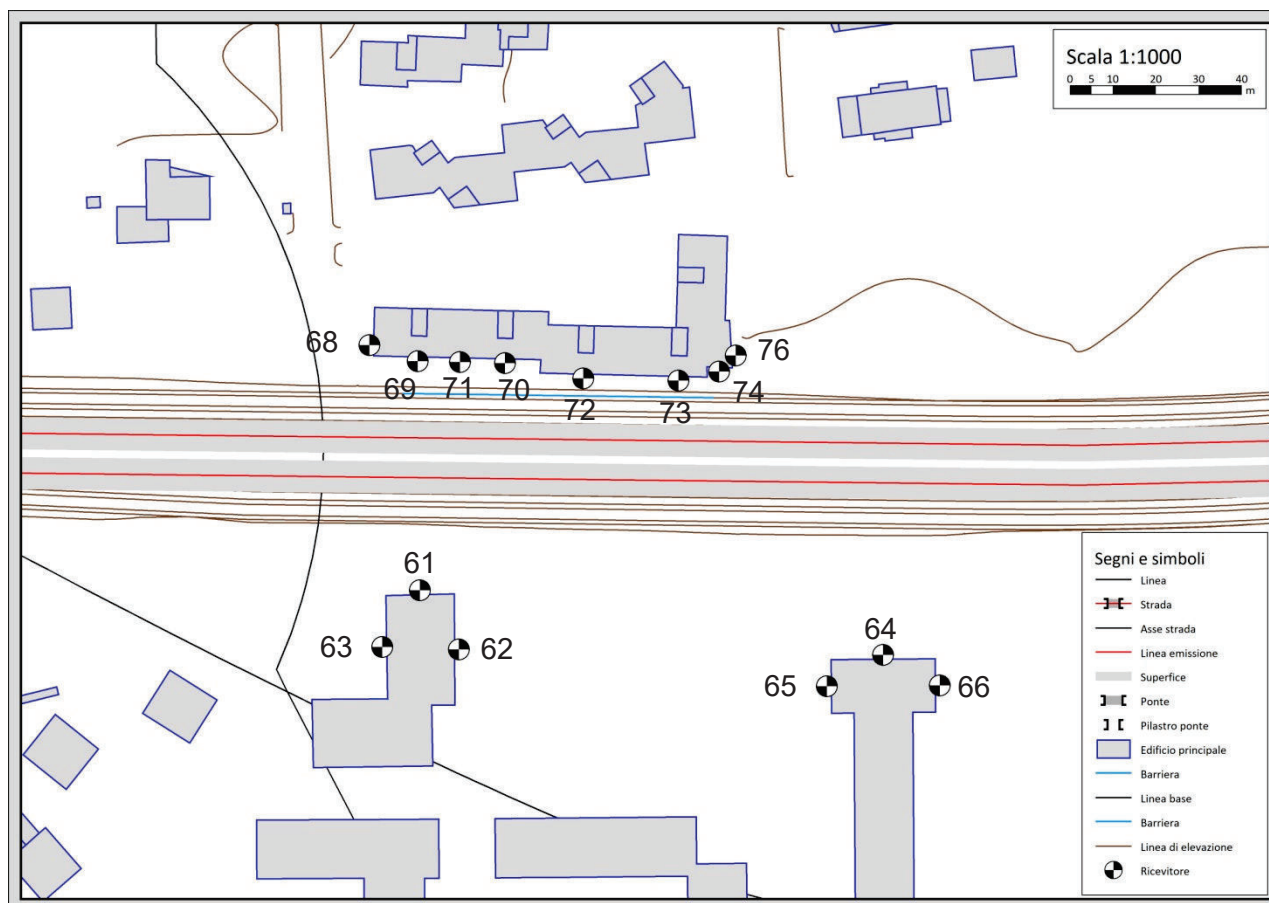 Scala 1:1000
0 5 10 20 30 40
m
68
76
69
71
70
72
73
74
61
63
62
64
65
66
Segni e simboli
Linea
Strada
Asse strada
Linea emissione
Superfice
Ponte
Pilastro ponte
Edificio principale
Barriera
Linea base
Barriera
Linea di elevazione
Ricevitore